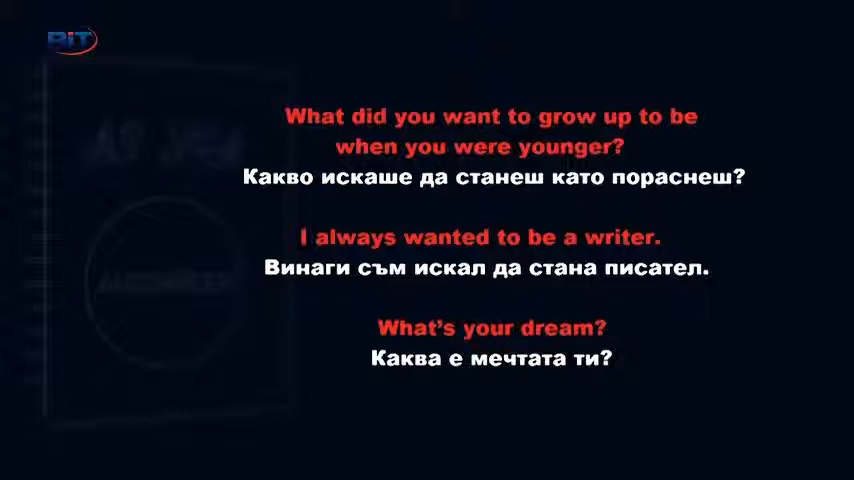 BiT
What did you want to grow up to be
when you were younger?
Какво искаше да станеш като пораснеш?
I always wanted to be a writer.
Винаги съм искал да стана писател.
What's your dream?
Каква е мечтата ти?